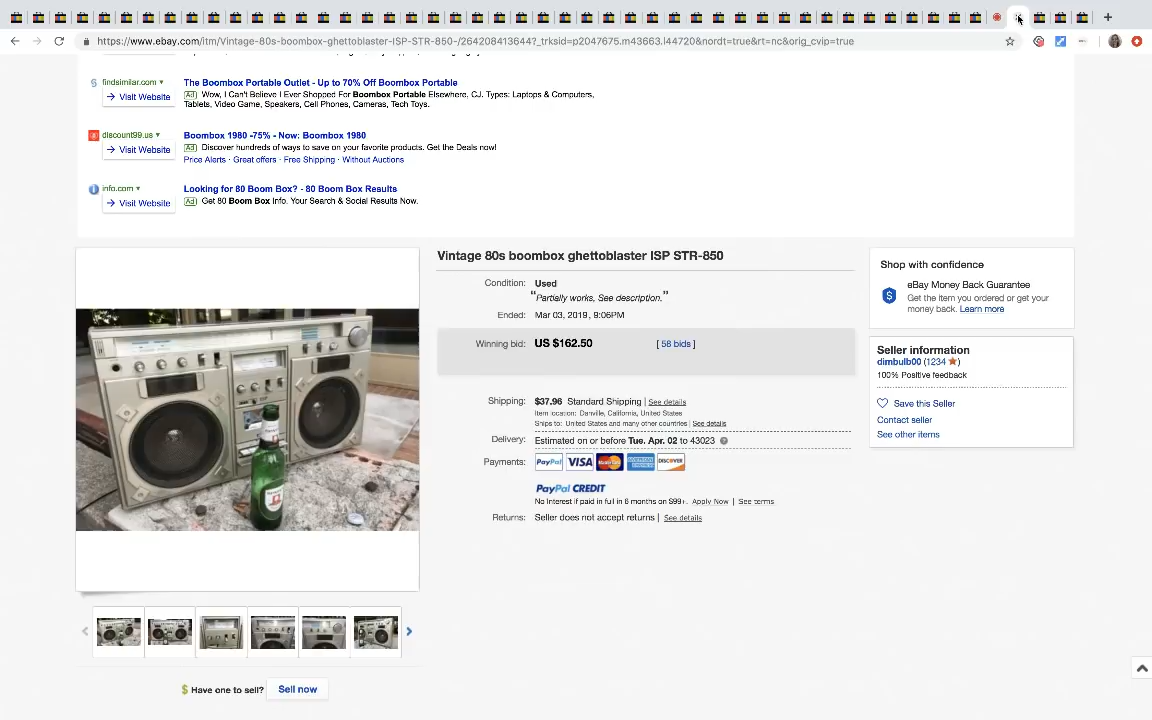 https://www.ebay.com/itm/Vintage-80s-boombox-ghettoblaster-ISP-STR-850-/264208413644?_trksid=p2047675.m43663.l44720&nordt=true&rt=nc&orig_cvip=true
findsimilar.com
The Boombox Portable Outlet - Up to 70% Off Boombox Portable
Visit Website
Ad Wow, I Can't Believe I Ever Shopped For Boombox Portable Elsewhere, CJ. Types: Laptops & Computers,
Tablets, Video Game, Speakers, Cell Phones, Cameras, Tech Toys.
discount99.us
Boombox 1980 -75% - Now: Boombox 1980
Visit Website
Ad Discover hundreds of ways to save on your favorite products. Get the Deals now!
Price Alerts · Great offers · Free Shipping · Without Auctions
info.com
Looking for 80 Boom Box? - 80 Boom Box Results
Visit Website
Ad Get 80 Boom Box Info. Your Search & Social Results Now.
Vintage 80s boombox ghettoblaster ISP STR-850
Condition: Used
"Partially works, See description."
Ended: Mar 03, 2019 , 9:06PM
Winning bid: US $162.50 [ 58 bids ]
Shipping: $37.96 Standard Shipping | See details
Item location: Danville, California, United States
Ships to: United States and many other countries | See details
Delivery: Estimated on or before Tue. Apr. 02 to 43023
Payments: PayPal VISA MasterCard AMERICAN EXPRESS DISCOVER
PayPal CREDIT
No Interest if paid in full in 6 months on $99+. Apply Now | See terms
Returns: Seller does not accept returns | See details
Shop with confidence
eBay Money Back Guarantee
Get the item you ordered or get your
money back. Learn more
Seller information
dimbulb00 (1234 )
100% Positive feedback
Save this Seller
Contact seller
See other items
Have one to sell? Sell now